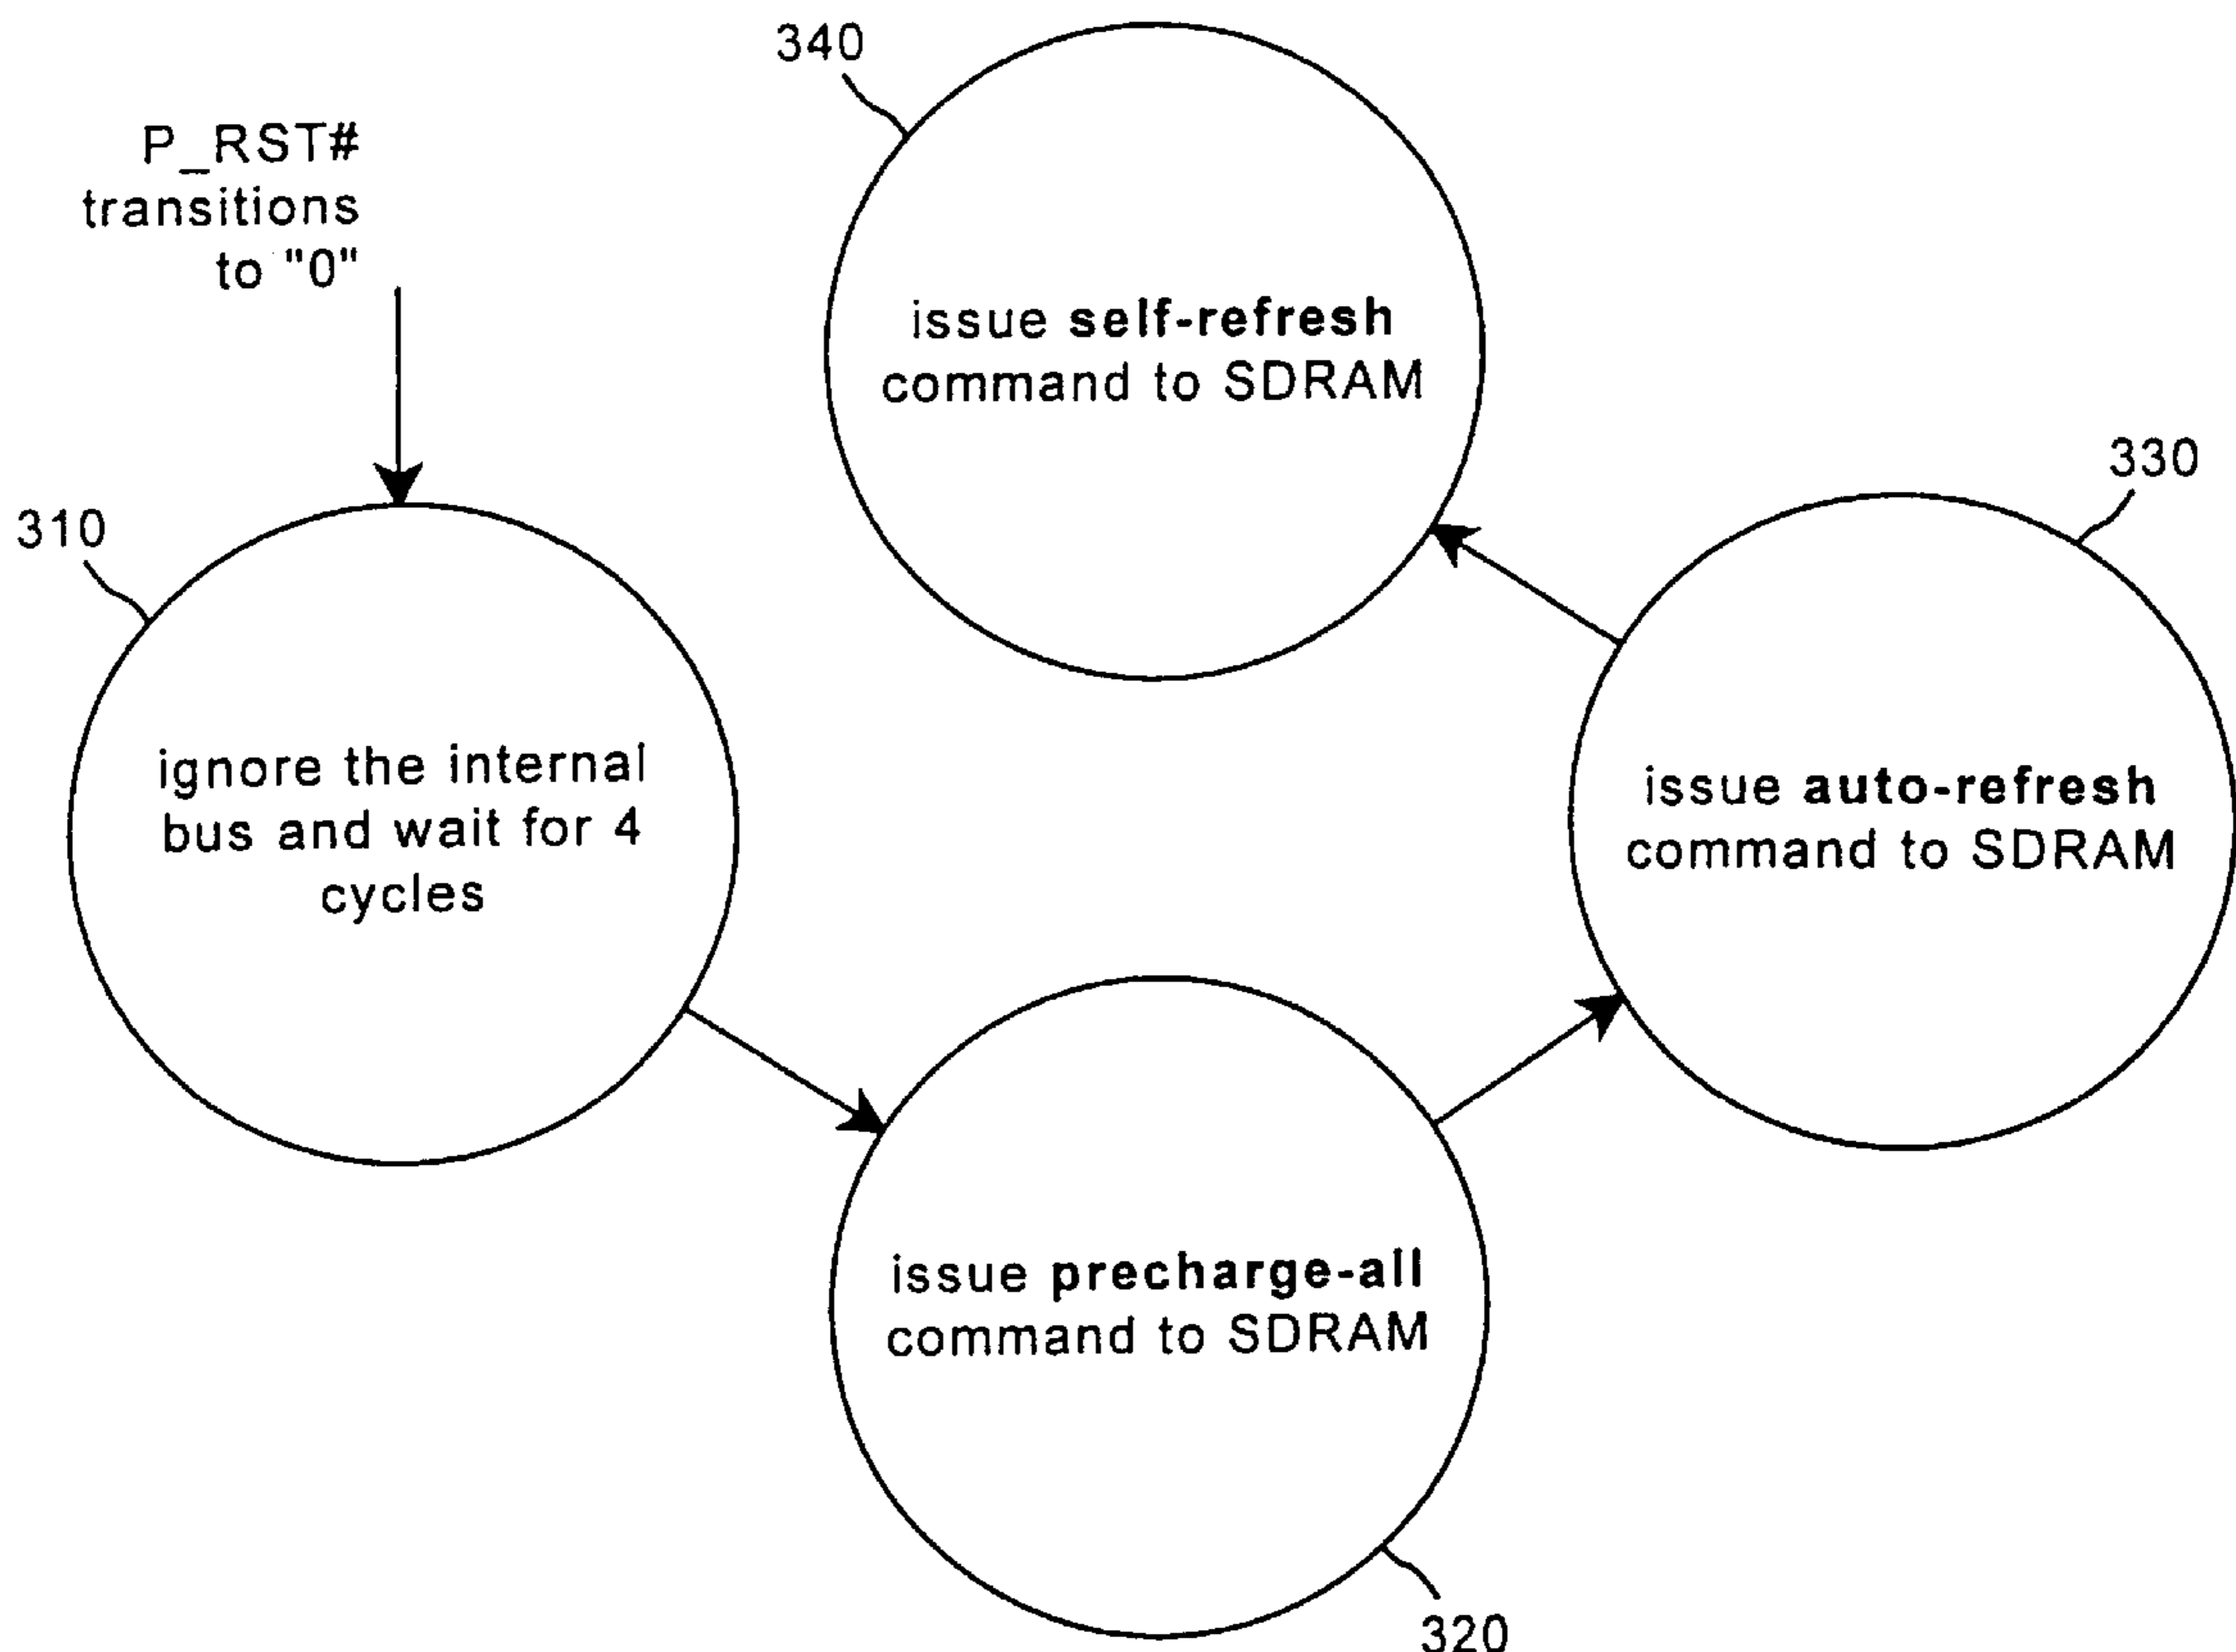 340
P_RST#
transitions
to "0"
issue self-refresh
command to SDRAM
330
310
ignore the internal
bus and wait for 4
cycles
issue auto-refresh
command to SDRAM
issue precharge-all
command to SDRAM
320